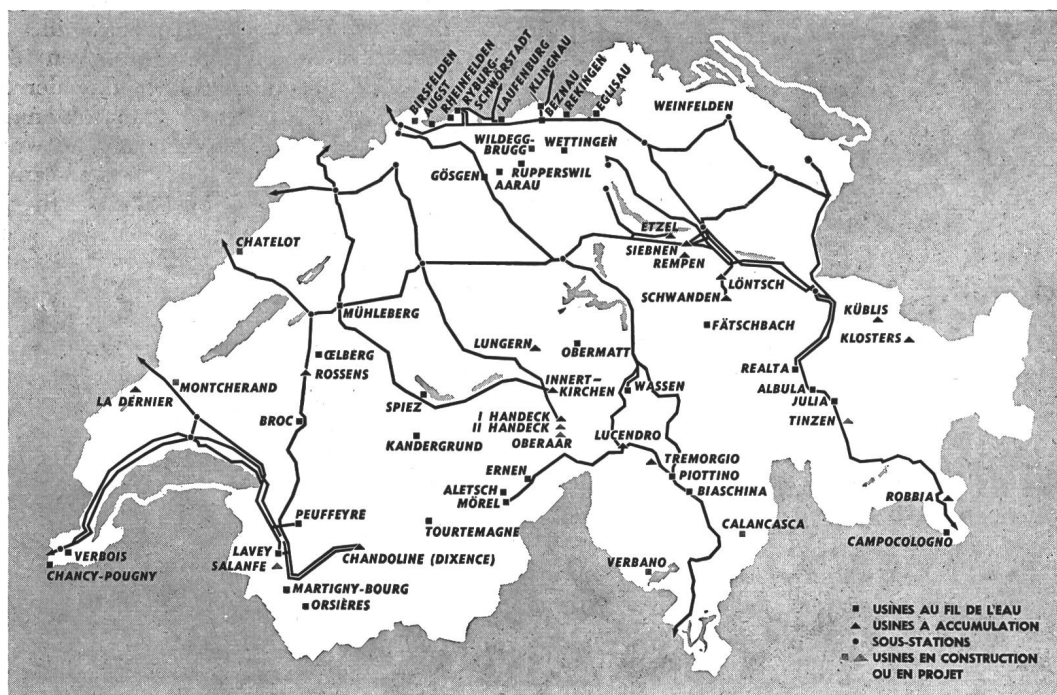 BIRSFELDEN
AUGST
RHEINFELDEN
RYBURG-
SCHWÖRSTADT
LAUFENBURG
KLINGNAU
BEZNAU
REKINGEN
EGLISAU
WEINFELDEN
WILDEGG-
BRUGG
WETTINGEN
RUPPERSWIL
GÖSGEN
AARAU
CHATELOT
ETZEL
SIEBNEN
REMPEN
LÖNTSCH
SCHWANDEN
MÜHLEBERG
FÄTSCHBACH
KÜBLIS
KLOSTERS
LUNGERN
OBERMATT
ŒLBERG
ROSSENS
MONTCHERAND
LA DERNIER
INNERT-
KIRCHEN
WASSEN
REALTA
ALBULA
JULIA
TINZEN
SPIEZ
BROC
I HANDECK
II HANDECK
OBERAAR
KANDERGRUND
LUCENDRO
TREMORGIO
PIOTTINO
BIASCHINA
ERNEN
ALETSCH
MÖREL
ROBBIA
CAMPOCOLOGNO
PEUFFEYRE
TOURTEMAGNE
CALANCASCA
VERBOIS
CHANCY-POUGNY
LAVEY
SALANFE
CHANDOLINE (DIXENCE)
VERBANO
MARTIGNY-BOURG
ORSIÈRES
USINES AU FIL DE L'EAU
USINES A ACCUMULATION
SOUS-STATIONS
USINES EN CONSTRUCTION
OU EN PROJET